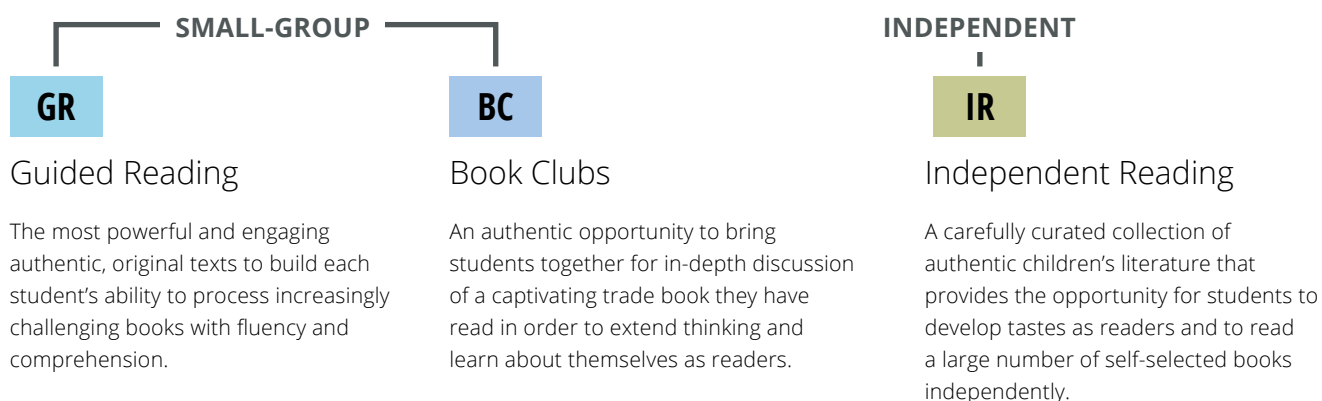 SMALL-GROUP
INDEPENDENT
GR
Guided Reading
The most powerful and engaging
authentic, original texts to build each
student’s ability to process increasingly
challenging books with fluency and
comprehension.
BC
Book Clubs
An authentic opportunity to bring
students together for in-depth discussion
of a captivating trade book they have
read in order to extend thinking and
learn about themselves as readers.
IR
Independent Reading
A carefully curated collection of
authentic children’s literature that
provides the opportunity for students to
develop tastes as readers and to read
a large number of self-selected books
independently.